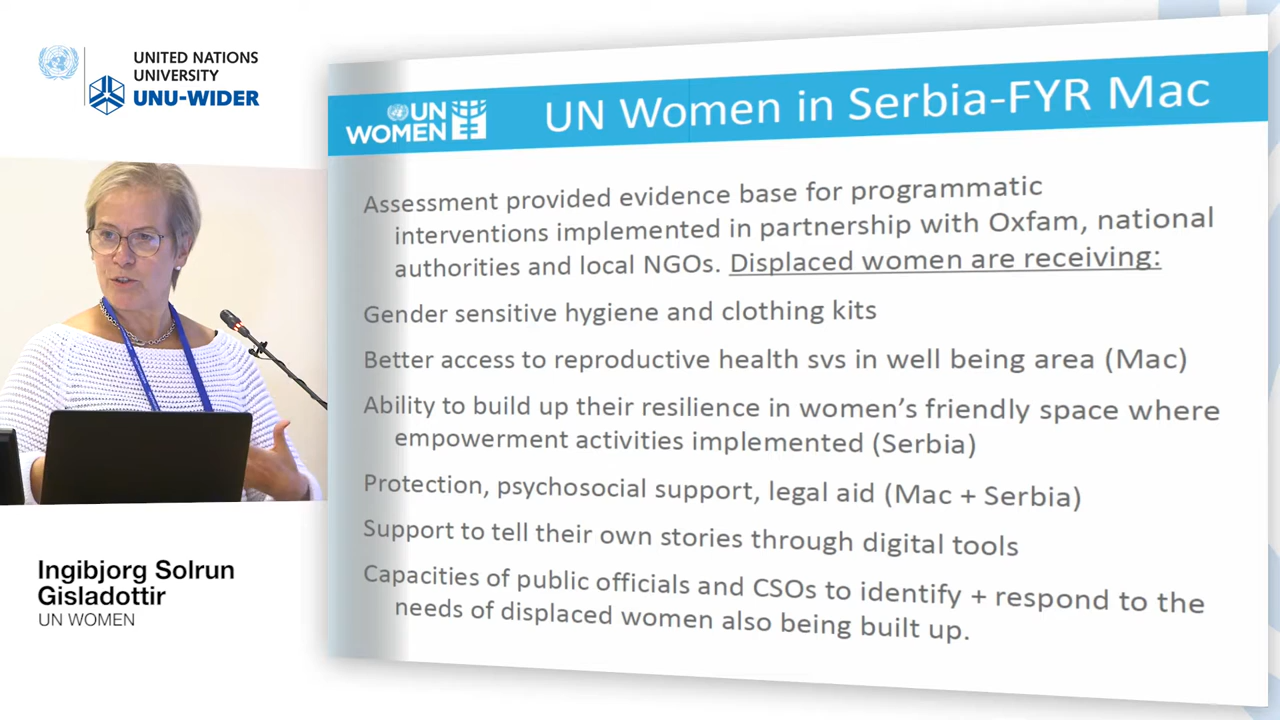 UNITED NATIONS
UNIVERSITY
UNU-WIDER
UN
WOMEN
UN Women in Serbia-FYR Mac
Assessment provided evidence base for programmatic
interventions implemented in partnership with Oxfam, national
authorities and local NGOs. Displaced women are receiving:
Gender sensitive hygiene and clothing kits
Better access to reproductive health svs in well being area (Mac)
Ability to build up their resilience in women's friendly space where
empowerment activities implemented (Serbia)
Protection, psychosocial support, legal aid (Mac + Serbia)
Support to tell their own stories through digital tools
Capacities of public officials and CSOs to identify + respond to the
needs of displaced women also being built up.
Ingibjorg Solrun
Gisladottir
UN WOMEN